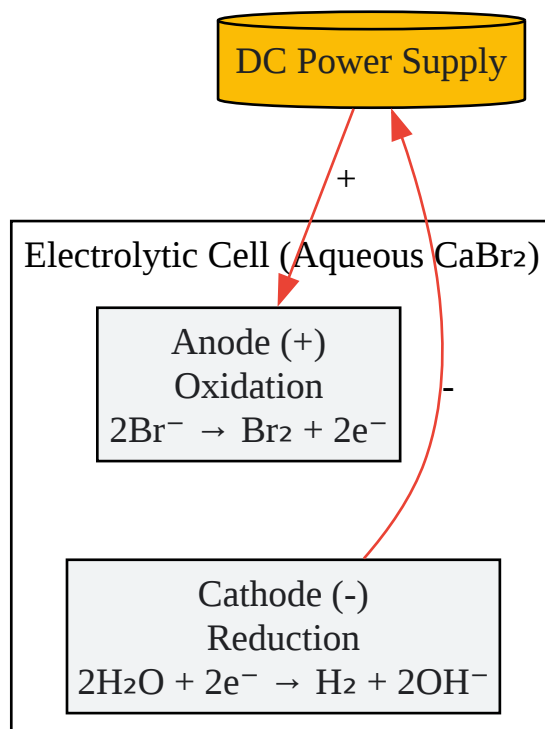 DC Power Supply
+
Electrolytic Cell (Aqueous CaBr₂)
Anode (+)
Oxidation
2Br⁻ → Br₂ + 2e⁻
-
Cathode (-)
Reduction
2H₂O + 2e⁻ → H₂ + 2OH⁻